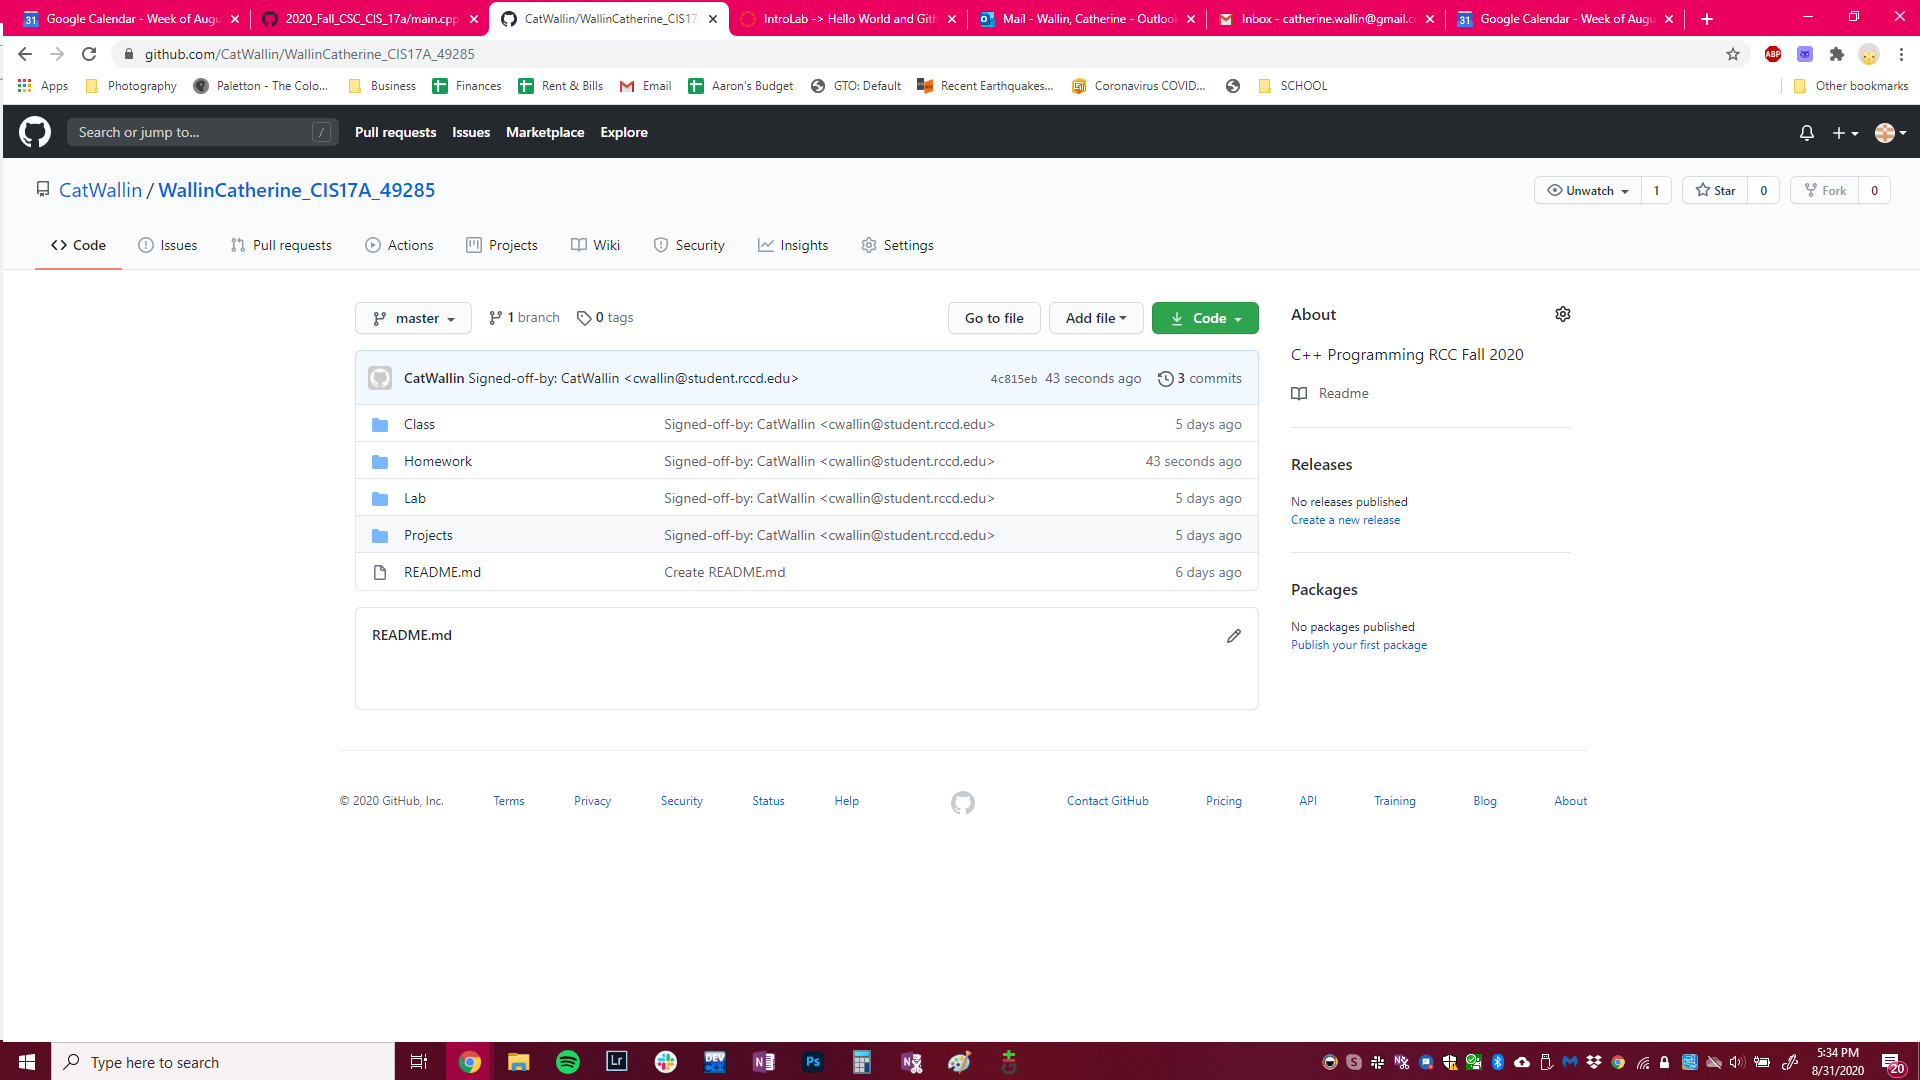 Google Calendar - Week of Augu
2020_Fall_CSC_CIS_17a/main.cpp
CatWallin/WallinCatherine_CIS17
IntroLab -> Hello World and Gith
Mail - Wallin, Catherine - Outlook
Inbox - catherine.wallin@gmail.c
Google Calendar - Week of Augu
github.com/CatWallin/WallinCatherine_CIS17A_49285
ABP
Apps Photography Paletton - The Colo... Business Finances Rent & Bills Email Aaron's Budget GTO: Default Recent Earthquakes... Coronavirus COVID... SCHOOL Other bookmarks
Search or jump to... / Pull requests Issues Marketplace Explore
CatWallin / WallinCatherine_CIS17A_49285
Unwatch 1 Star 0 Fork 0
Code Issues Pull requests Actions Projects Wiki Security Insights Settings
master 1 branch 0 tags Go to file Add file Code
CatWallin Signed-off-by: CatWallin <cwallin@student.rccd.edu> 4c815eb 43 seconds ago 3 commits
Class Signed-off-by: CatWallin <cwallin@student.rccd.edu> 5 days ago
Homework Signed-off-by: CatWallin <cwallin@student.rccd.edu> 43 seconds ago
Lab Signed-off-by: CatWallin <cwallin@student.rccd.edu> 5 days ago
Projects Signed-off-by: CatWallin <cwallin@student.rccd.edu> 5 days ago
README.md Create README.md 6 days ago
README.md
About
C++ Programming RCC Fall 2020
Readme
Releases
No releases published
Create a new release
Packages
No packages published
Publish your first package
© 2020 GitHub, Inc. Terms Privacy Security Status Help Contact GitHub Pricing API Training Blog About
Type here to search
Lr
DEV
N
Ps
5:34 PM
8/31/2020
20